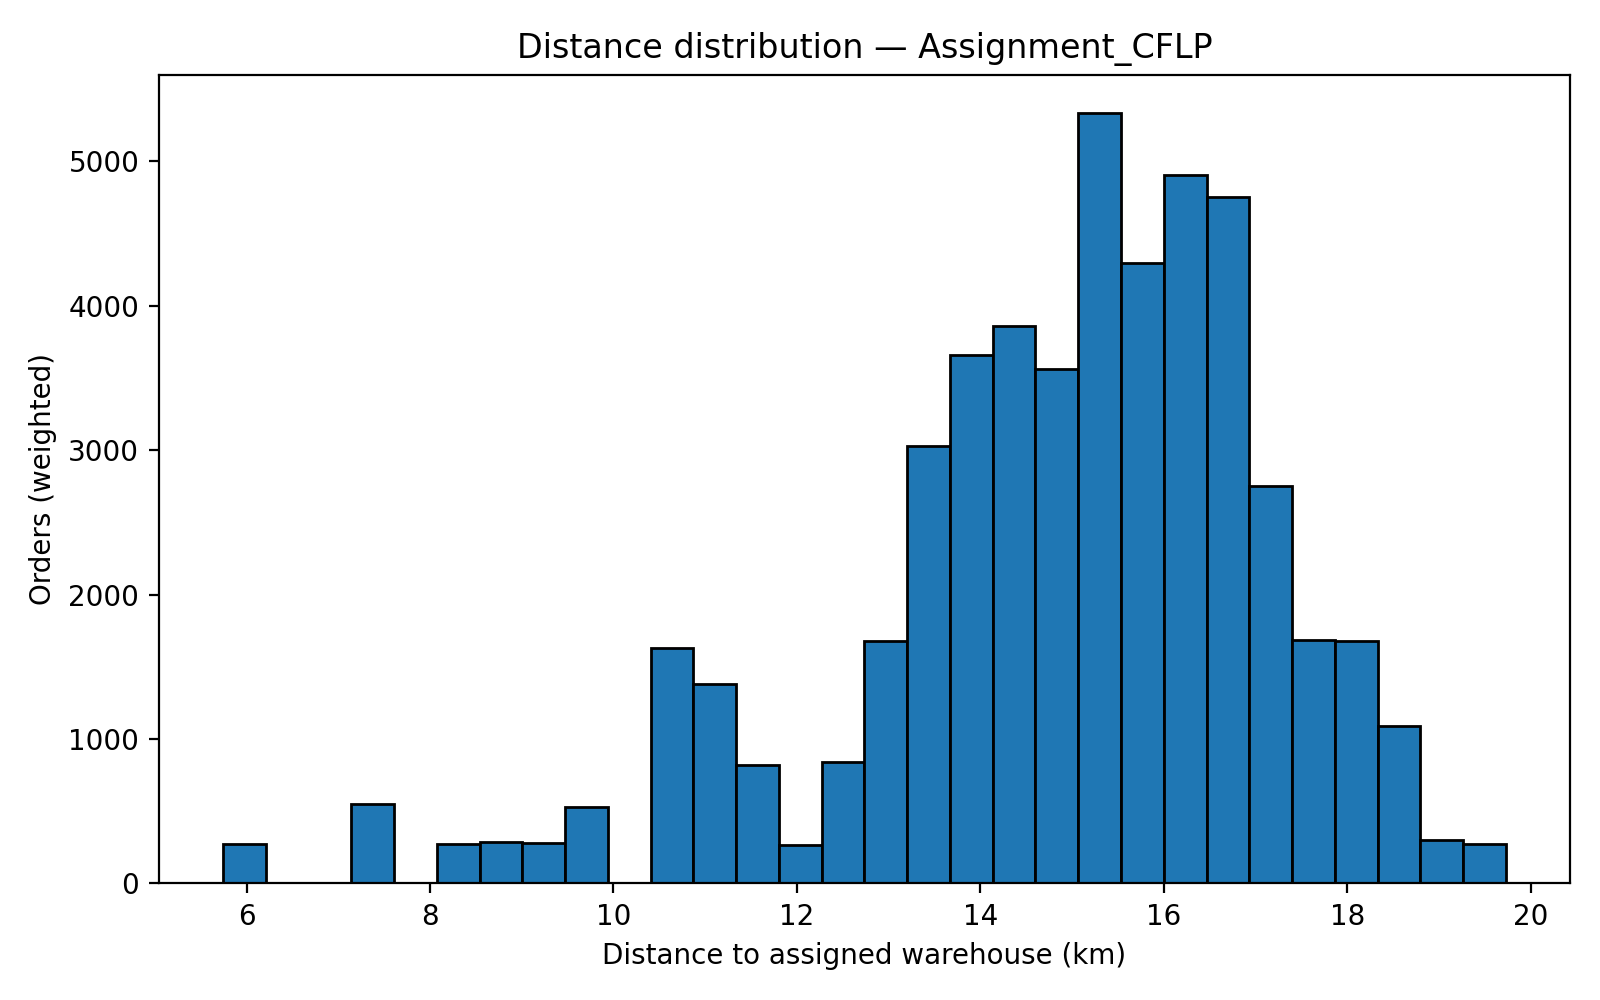 Distance distribution — Assignment_CFLP
Orders (weighted)
5000
4000
3000
2000
1000
0
6 8 10 12 14 16 18 20
Distance to assigned warehouse (km)